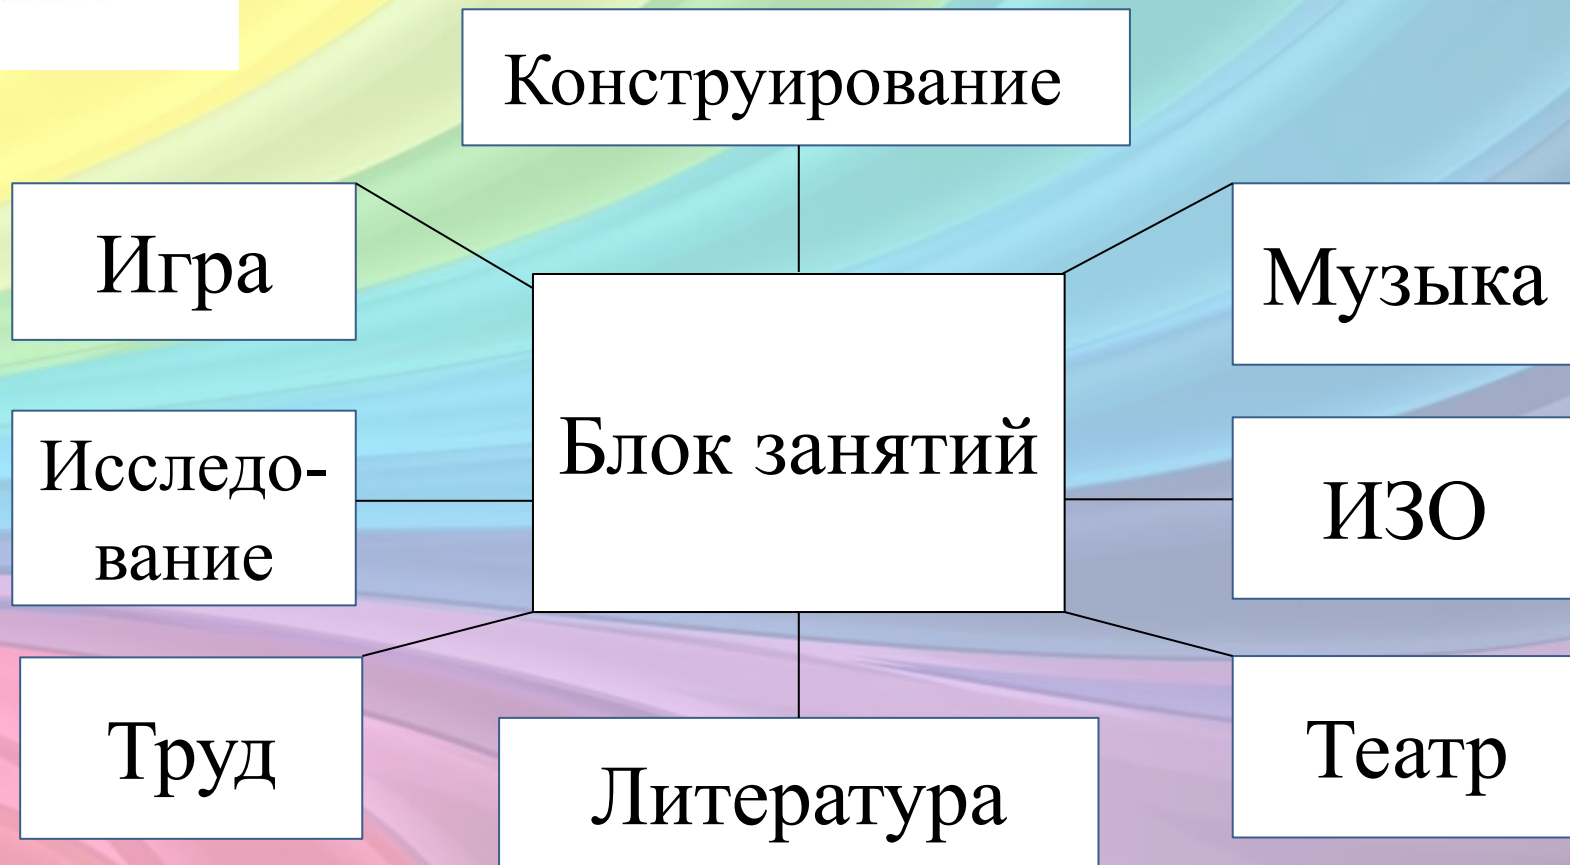 Конструирование
Игра
Музыка
Блок занятий
Исследо-
вание
ИЗО
Труд
Литература
Театр